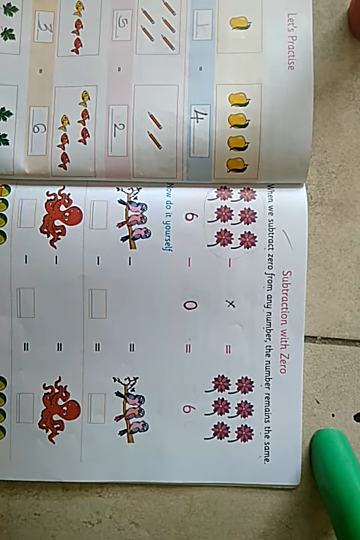 Let's Practise
1 = 4
5 = 2
3 = 6
Subtraction with Zero
When we subtract zero from any number, the number remains the same.
- × =
6 - 0 = 6
Now do it yourself
- =
- =
- =
- =